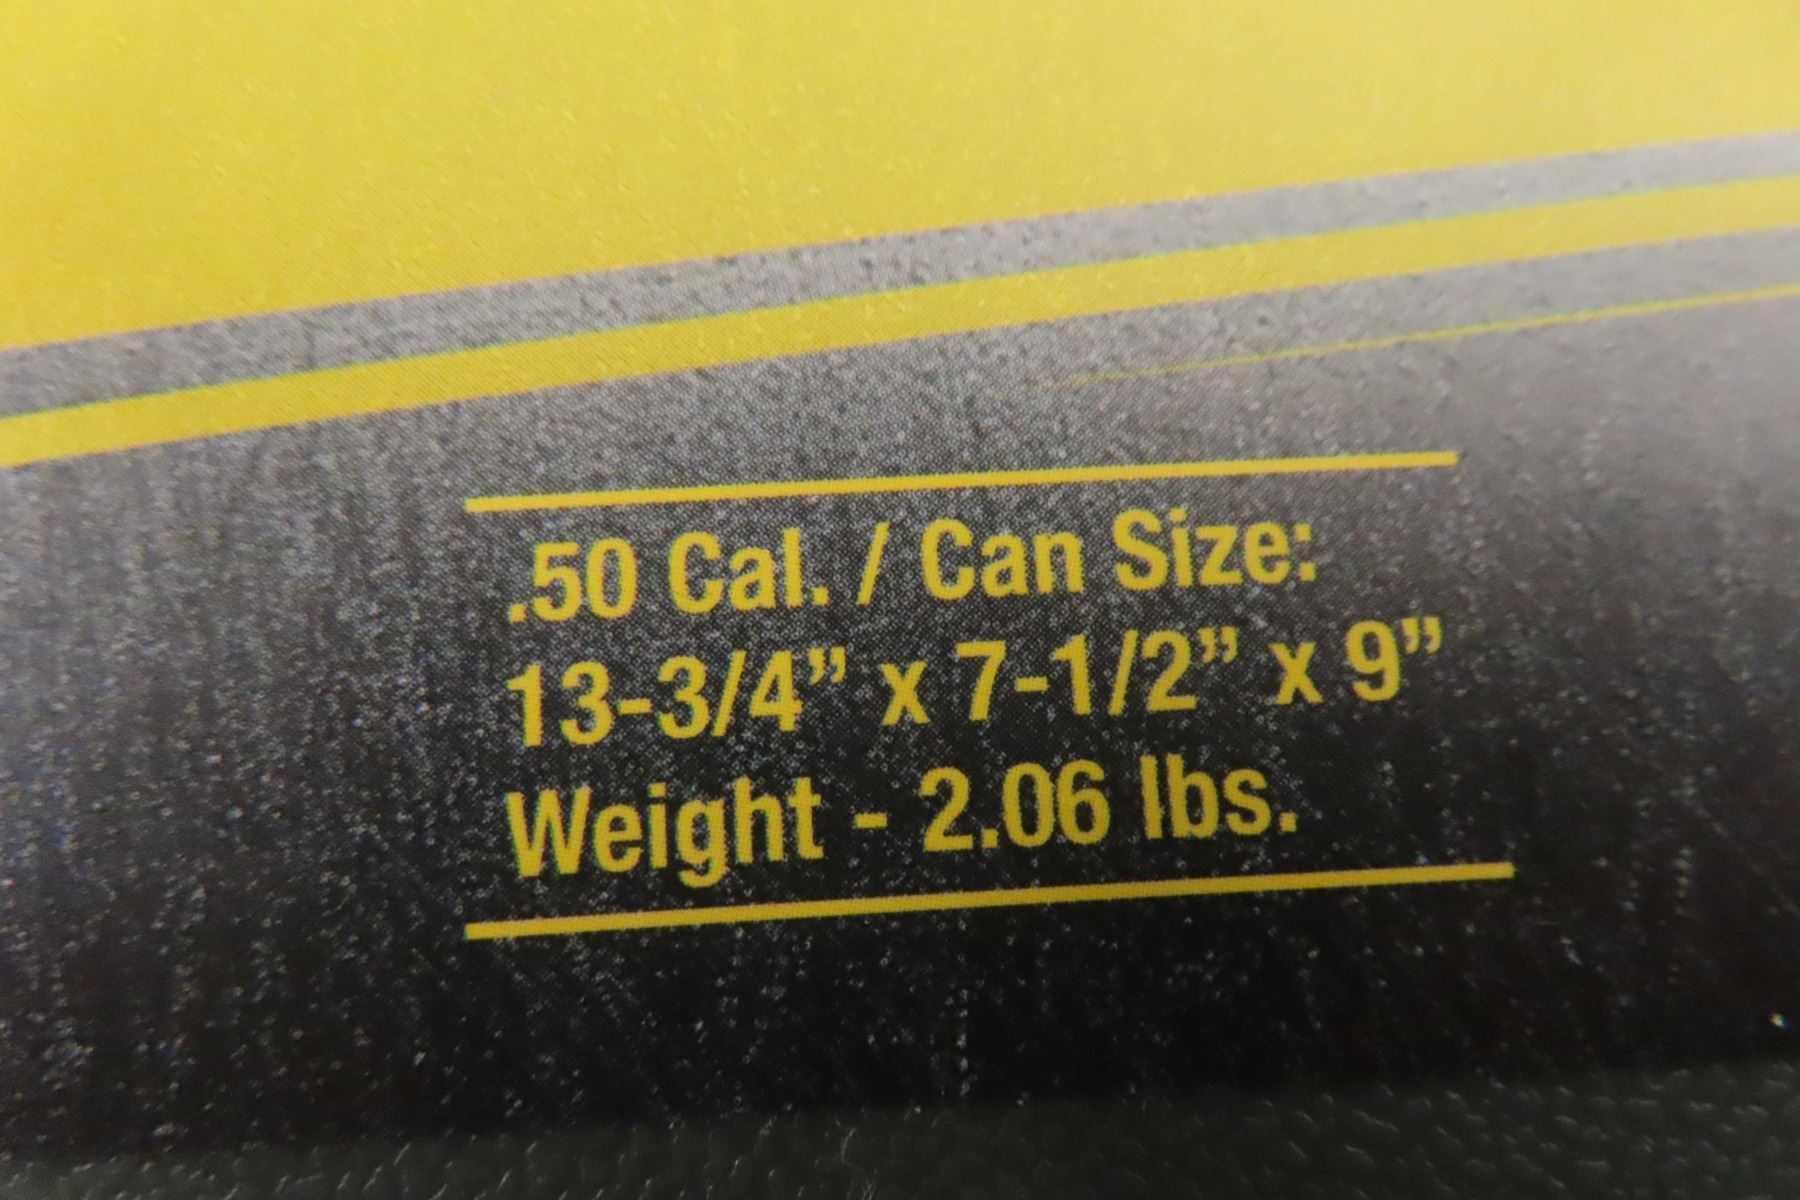 .50 Cal. / Can Size:
13-3/4” x 7-1/2” x 9”
Weight - 2.06 lbs.